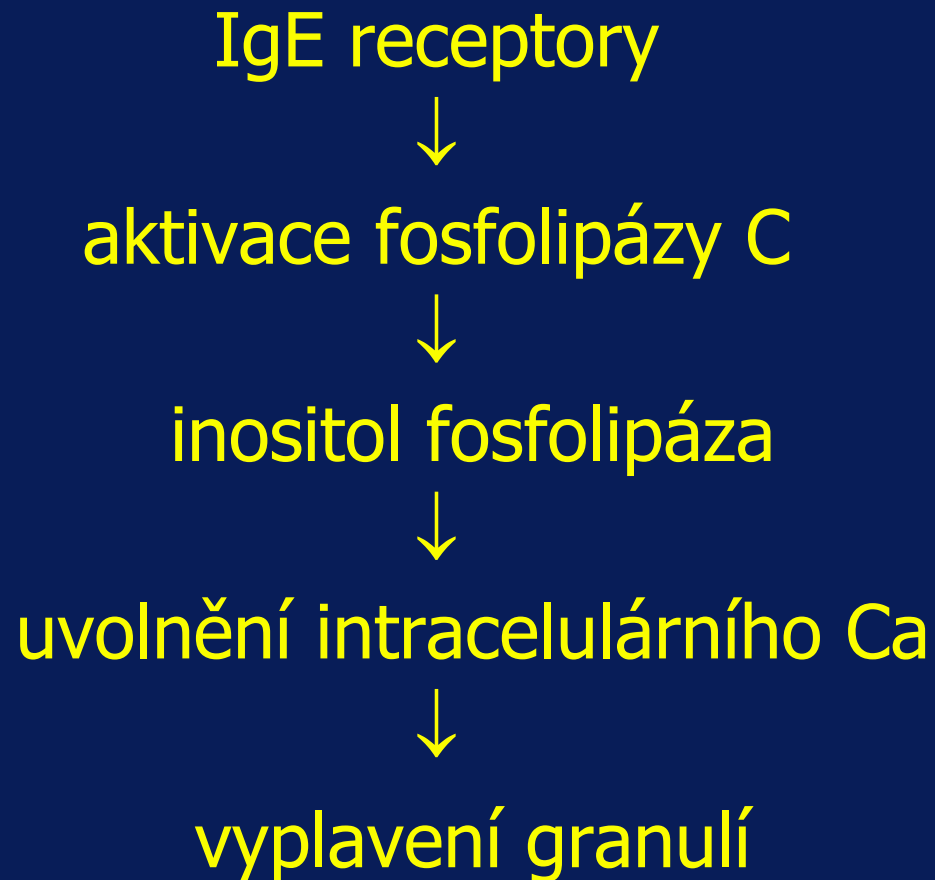 IgE receptory
↓
aktivace fosfolipázy C
↓
inositol fosfolipáza
↓
uvolnění intracelulárního Ca
↓
vyplavení granulí